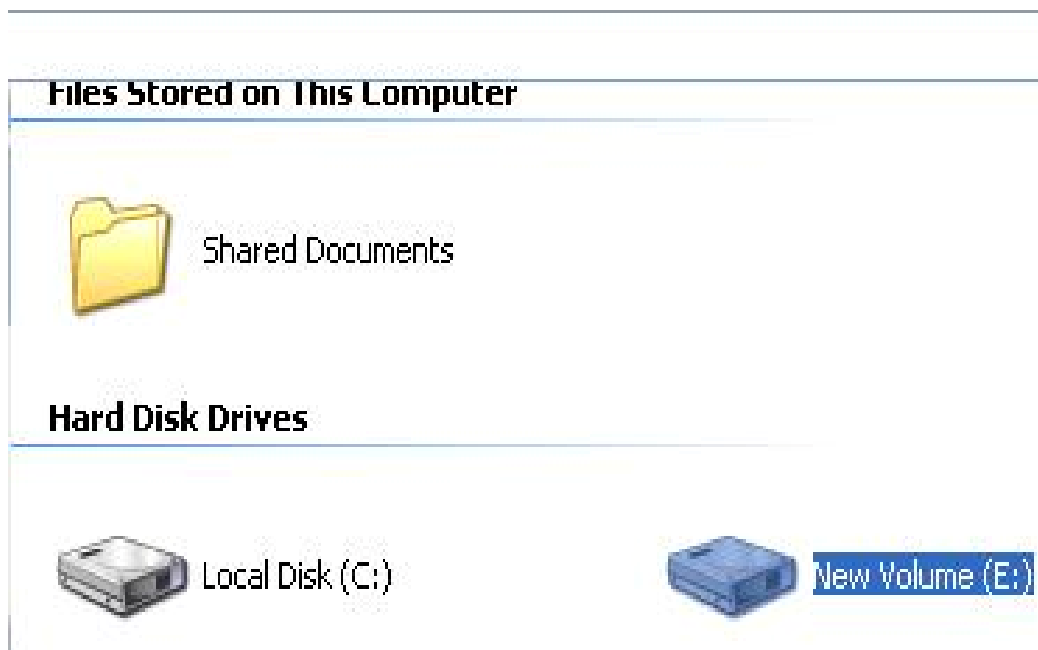 Files Stored on This Computer
Shared Documents
Hard Disk Drives
Local Disk (C:)
New Volume (E:)